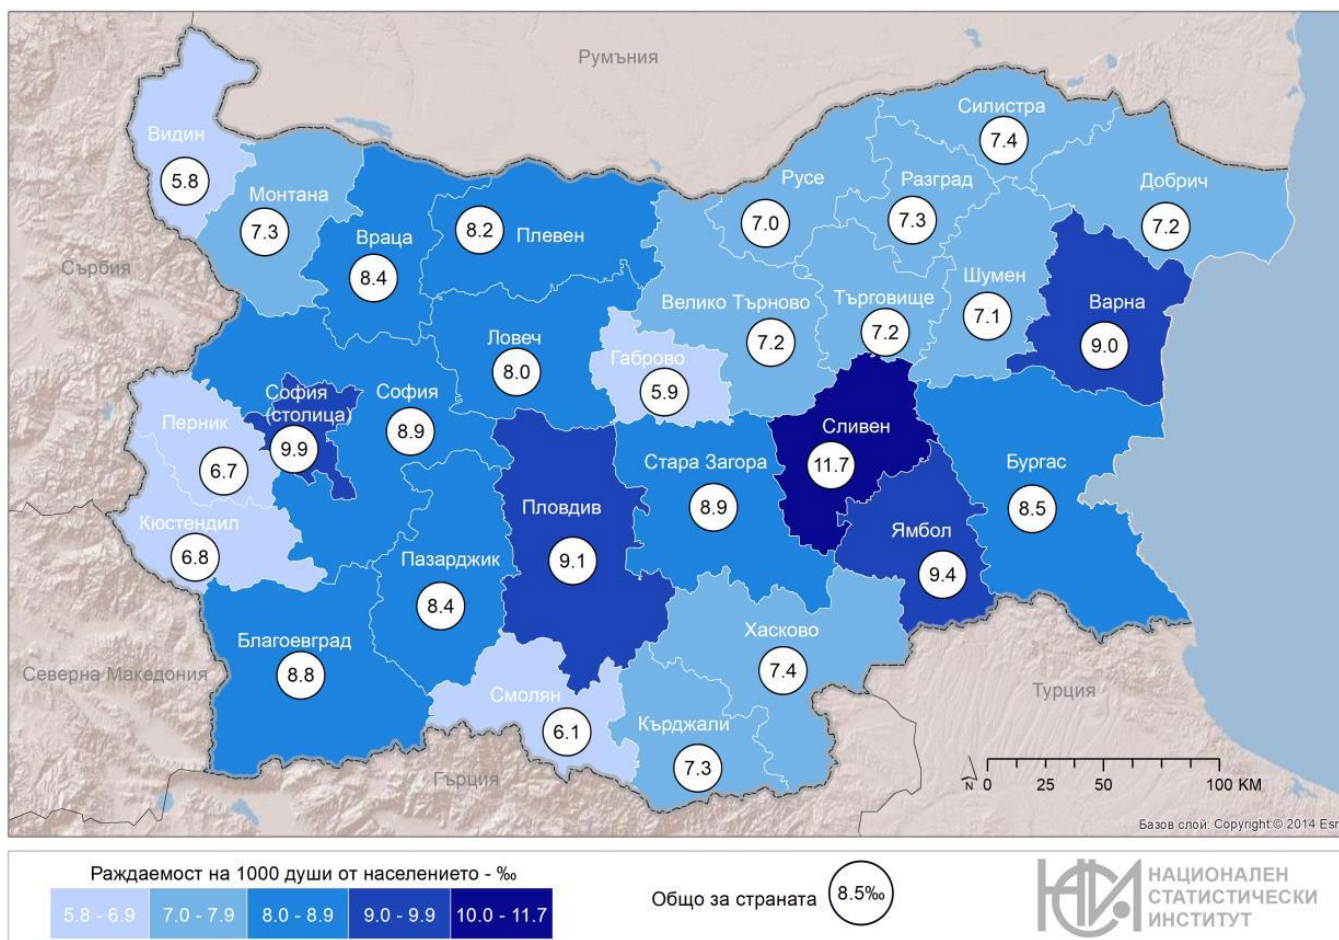 Румъния
Силистра
7.4
Видин
5.8
Русе
7.0
Разград
7.3
Добрич
7.2
Монтана
7.3
Враца
8.4
8.2
Плевен
Сърбия
Шумен
7.1
Велико Търново
7.2
Търговище
7.2
Варна
9.0
Ловеч
8.0
Габрово
5.9
София
(столица)
9.9
София
8.9
Перник
6.7
Сливен
11.7
Стара Загора
8.9
Бургас
8.5
Пловдив
9.1
Кюстендил
6.8
Ямбол
9.4
Пазарджик
8.4
Благоевград
8.8
Хасково
7.4
Северна Македония
Смолян
6.1
Турция
Кърджали
7.3
Гърция
N 0 25 50 100 КМ
Базов слой: Copyright:© 2014 Esr
Раждаемост на 1000 души от населението - ‰
5.8 - 6.9 7.0 - 7.9 8.0 - 8.9 9.0 - 9.9 10.0 - 11.7
Общо за страната 8.5‰
НСИ
НАЦИОНАЛЕН
СТАТИСТИЧЕСКИ
ИНСТИТУТ